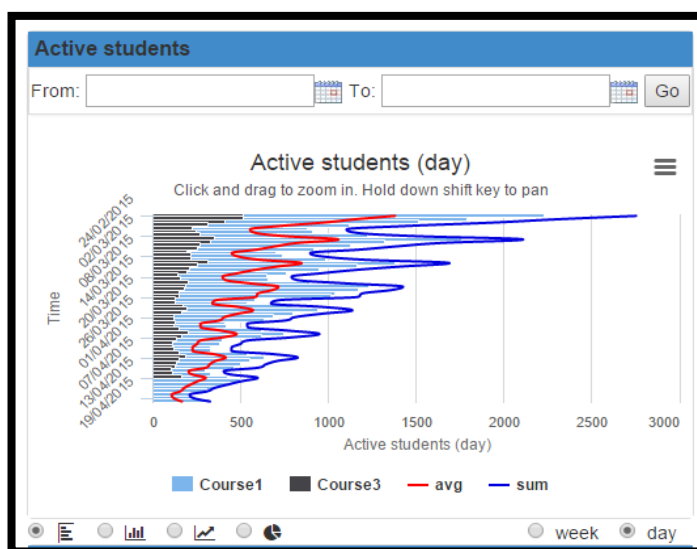 Active students
From: To: Go
Active students (day)
Click and drag to zoom in. Hold down shift key to pan
Time
24/02/2015
02/03/2015
08/03/2015
14/03/2015
20/03/2015
26/03/2015
01/04/2015
07/04/2015
13/04/2015
19/04/2015
0 500 1000 1500 2000 2500 3000
Active students (day)
Course1 Course3 avg sum
week day